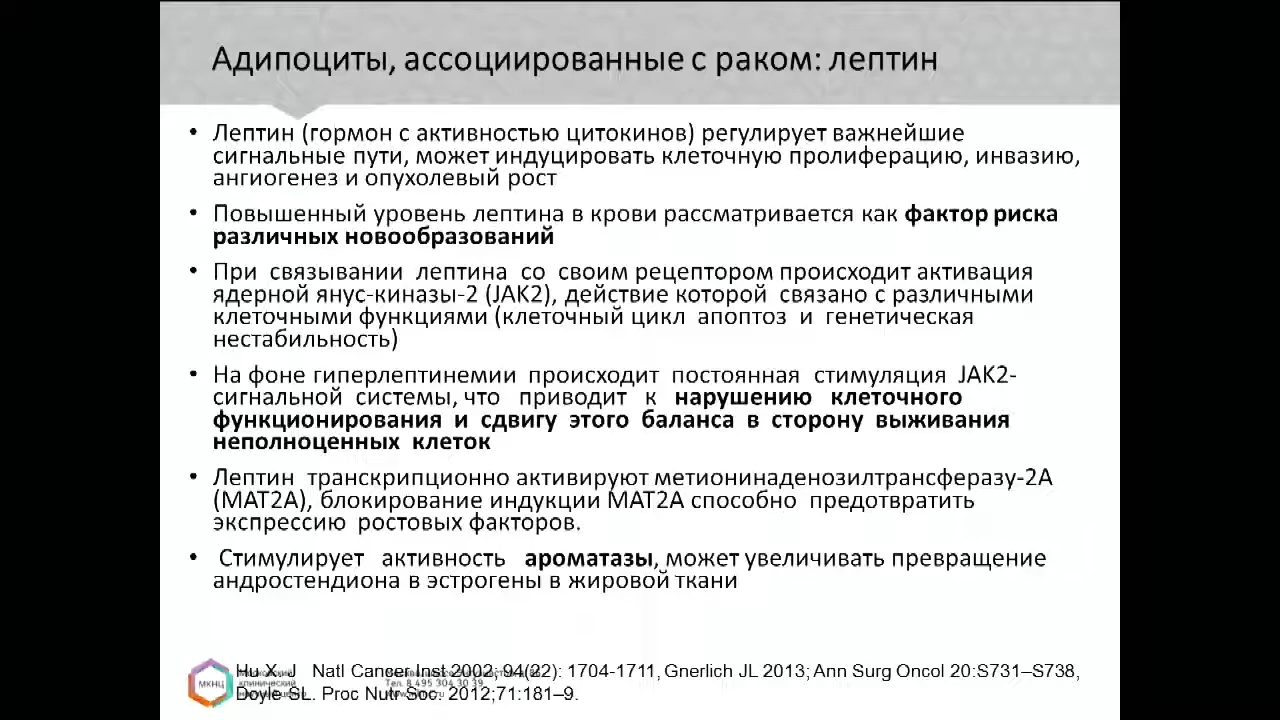 Адипоциты, ассоциированные с раком: лептин
• Лептин (гормон с активностью цитокинов) регулирует важнейшие
сигнальные пути, может индуцировать клеточную пролиферацию, инвазию,
ангиогенез и опухолевый рост
• Повышенный уровень лептина в крови рассматривается как фактор риска
различных новообразований
• При связывании лептина со своим рецептором происходит активация
ядерной янус-киназы-2 (JAK2), действие которой связано с различными
клеточными функциями (клеточный цикл апоптоз и генетическая
нестабильность)
• На фоне гиперлептинемии происходит постоянная стимуляция JAK2-
сигнальной системы, что приводит к нарушению клеточного
функционирования и сдвигу этого баланса в сторону выживания
неполноценных клеток
• Лептин транскрипционно активируют метионинаденозилтрансферазу-2А
(МАТ2А), блокирование индукции МАТ2А способно предотвратить
экспрессию ростовых факторов.
• Стимулирует активность ароматазы, может увеличивать превращение
андростендиона в эстрогены в жировой ткани
Hu X, J Natl Cancer Inst 2002; 94(22): 1704-1711, Gnerlich JL 2013; Ann Surg Oncol 20:S731–S738,
Doyle SL. Proc Nutr Soc. 2012;71:181–9.
МКНЦ
клинический
Тел. 8 495 304 30 39